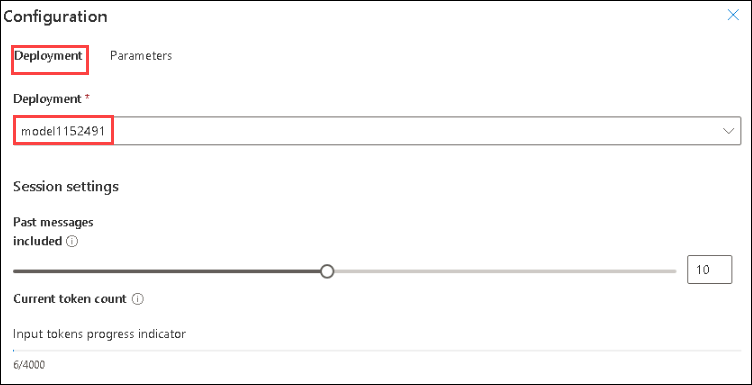 Configuration
Deployment Parameters
Deployment *
model1152491
Session settings
Past messages
included
10
Current token count
Input tokens progress indicator
6/4000